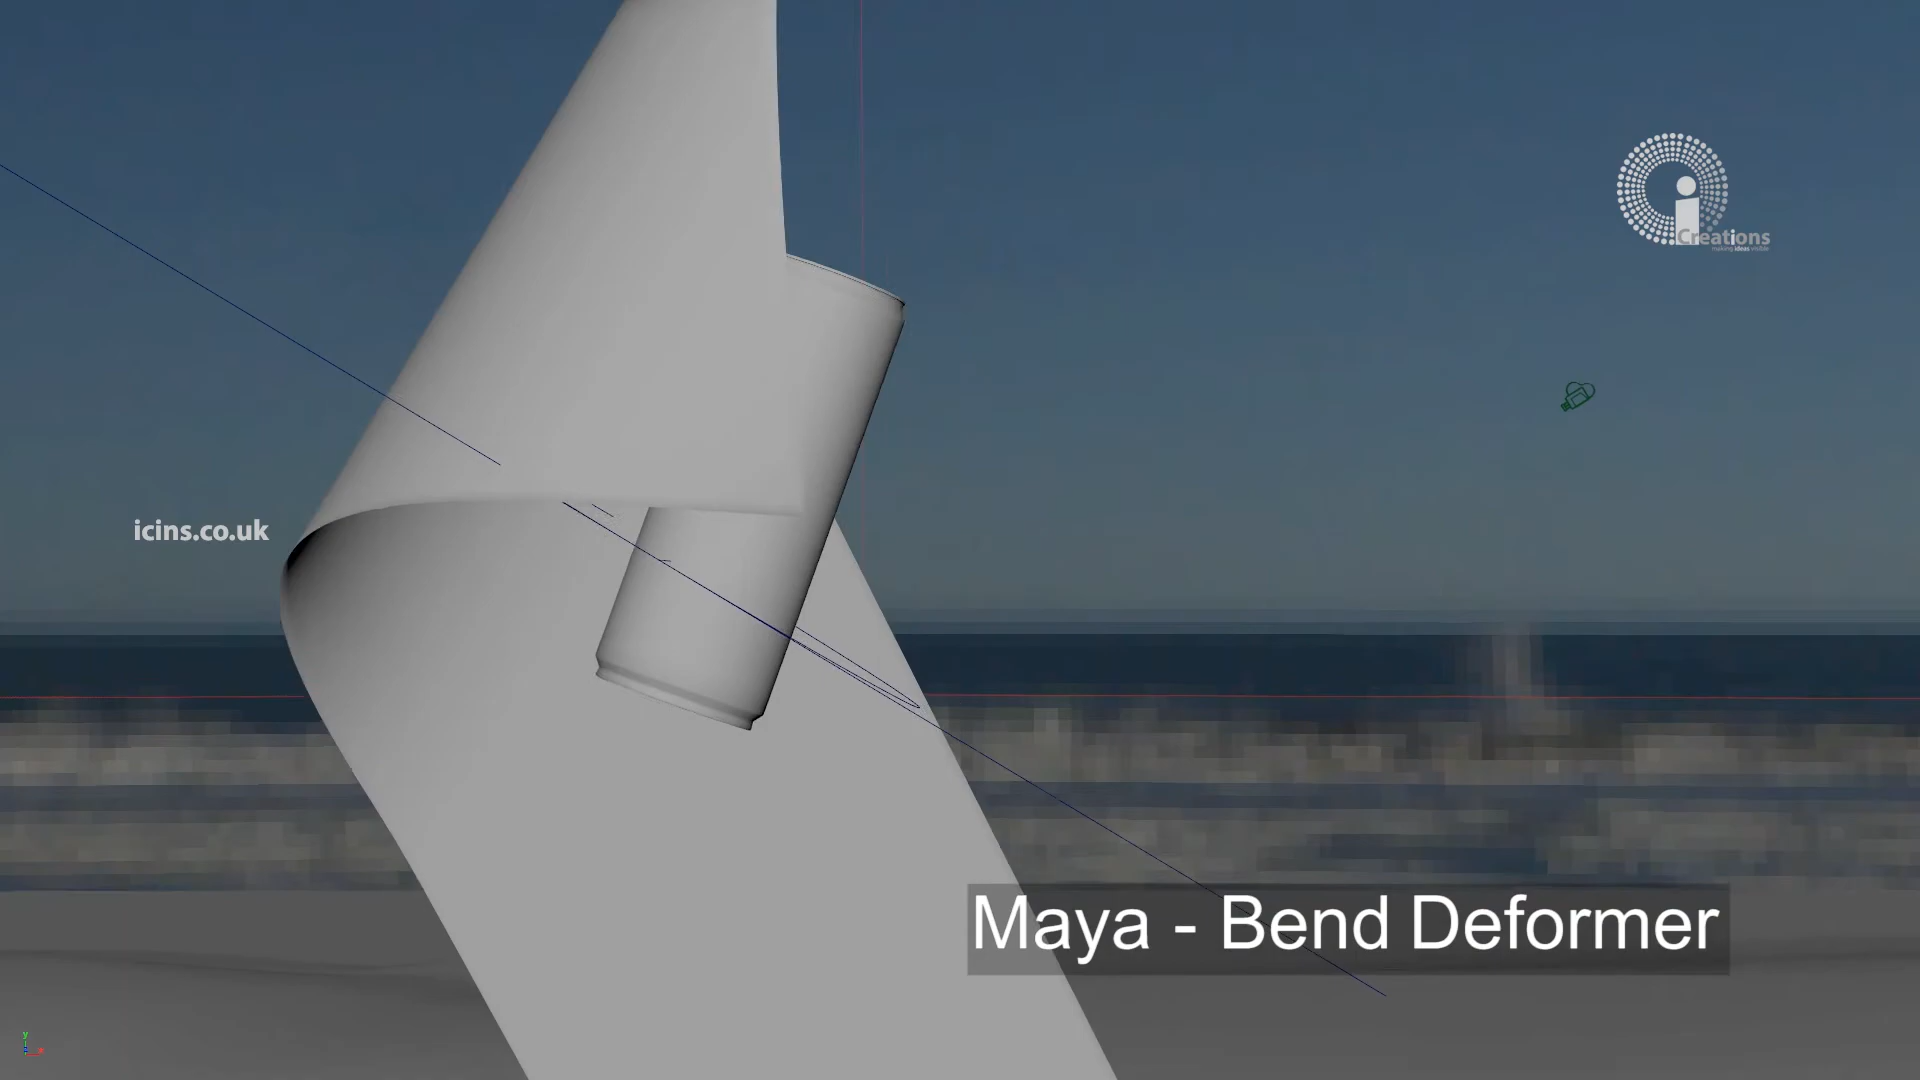 Creations
making ideas visible
icins.co.uk
Maya - Bend Deformer
y
x